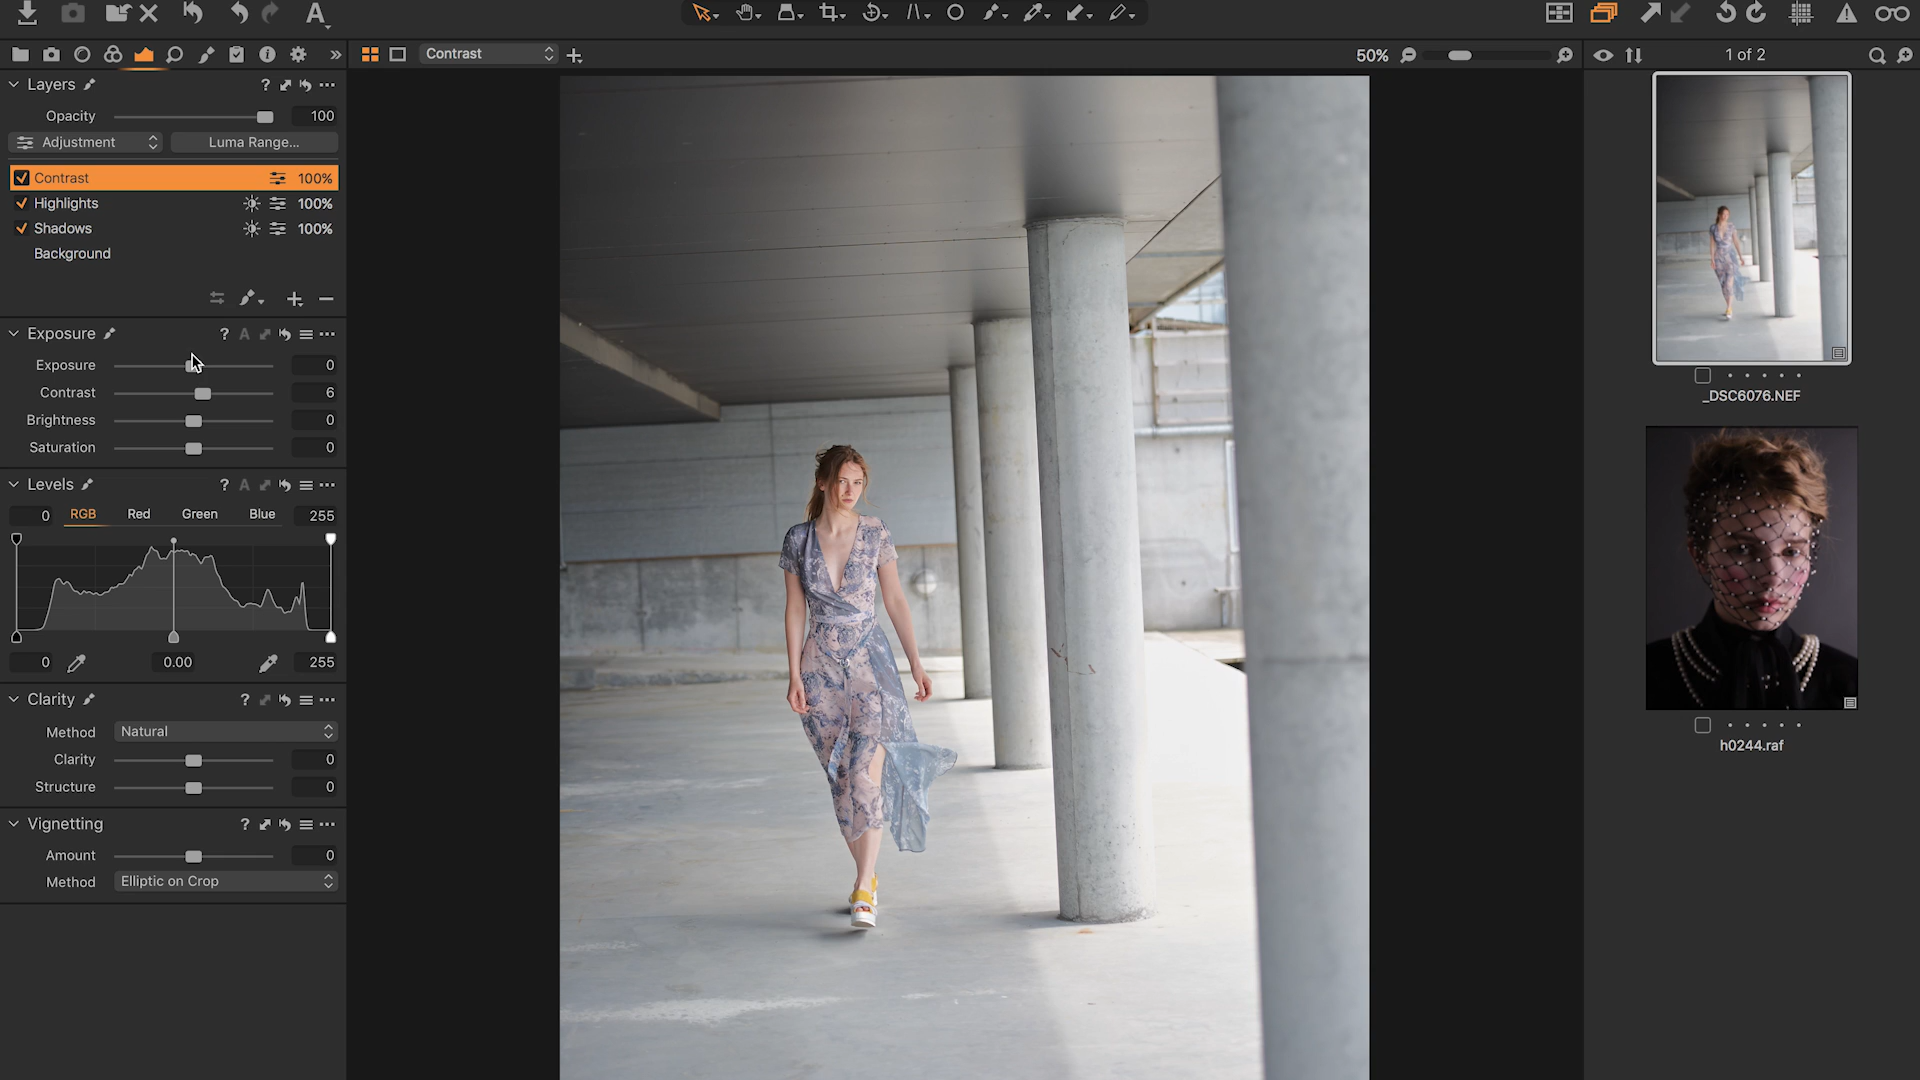 A
Contrast
50%
1 of 2
Layers
?
Opacity 100
Adjustment Luma Range...
Contrast 100%
Highlights 100%
Shadows 100%
Background
Exposure ? A
Exposure 0
Contrast 6
Brightness 0
Saturation 0
Levels ? A
0 RGB Red Green Blue 255
0 0.00 255
Clarity ?
Method Natural
Clarity 0
Structure 0
Vignetting ?
Amount 0
Method Elliptic on Crop
_DSC6076.NEF
h0244.raf